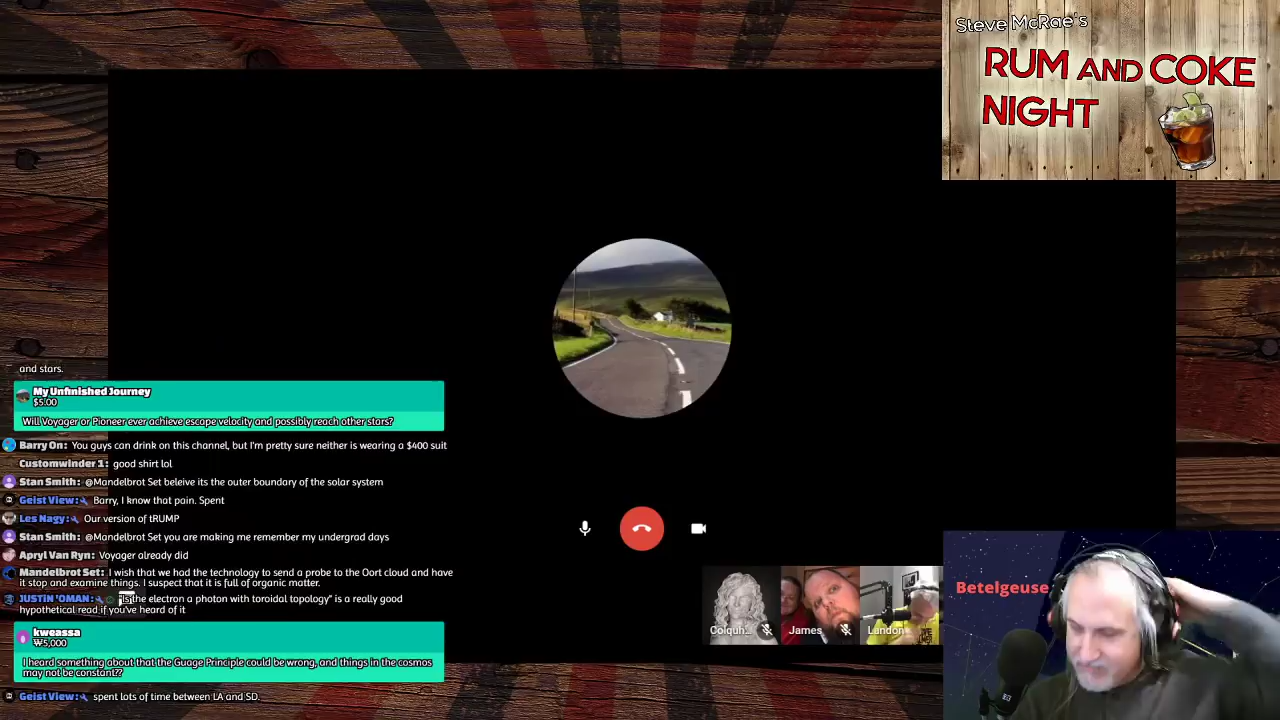 Steve McRae's
RUM AND COKE
NIGHT
and stars.
My Unfinished Journey
$5.00
Will Voyager or Pioneer ever achieve escape velocity and possibly reach other stars?
Barry On: You guys can drink on this channel, but I'm pretty sure neither is wearing a $400 suit
Customwinder 1: good shirt lol
Stan Smith: @Mandelbrot Set beleive its the outer boundary of the solar system
Geist View: Barry, I know that pain. Spent
Les Nagy: Our version of tRUMP
Stan Smith: @Mandelbrot Set you are making me remember my undergrad days
Apryl Van Ryn: Voyager already did
Mandelbrot Set: I wish that we had the technology to send a probe to the Oort cloud and have
it stop and examine things. I suspect that it is full of organic matter.
JUSTIN 'OMAN: the electron a photon with toroidal topology" is a really good
hypothetical read if you've heard of it
kweassa
₩5,000
I heard something about that the Guage Principle could be wrong, and things in the cosmos
may not be constant??
Geist View: spent lots of time between LA and SD.
Colquh...
James
Landon
Betelgeuse